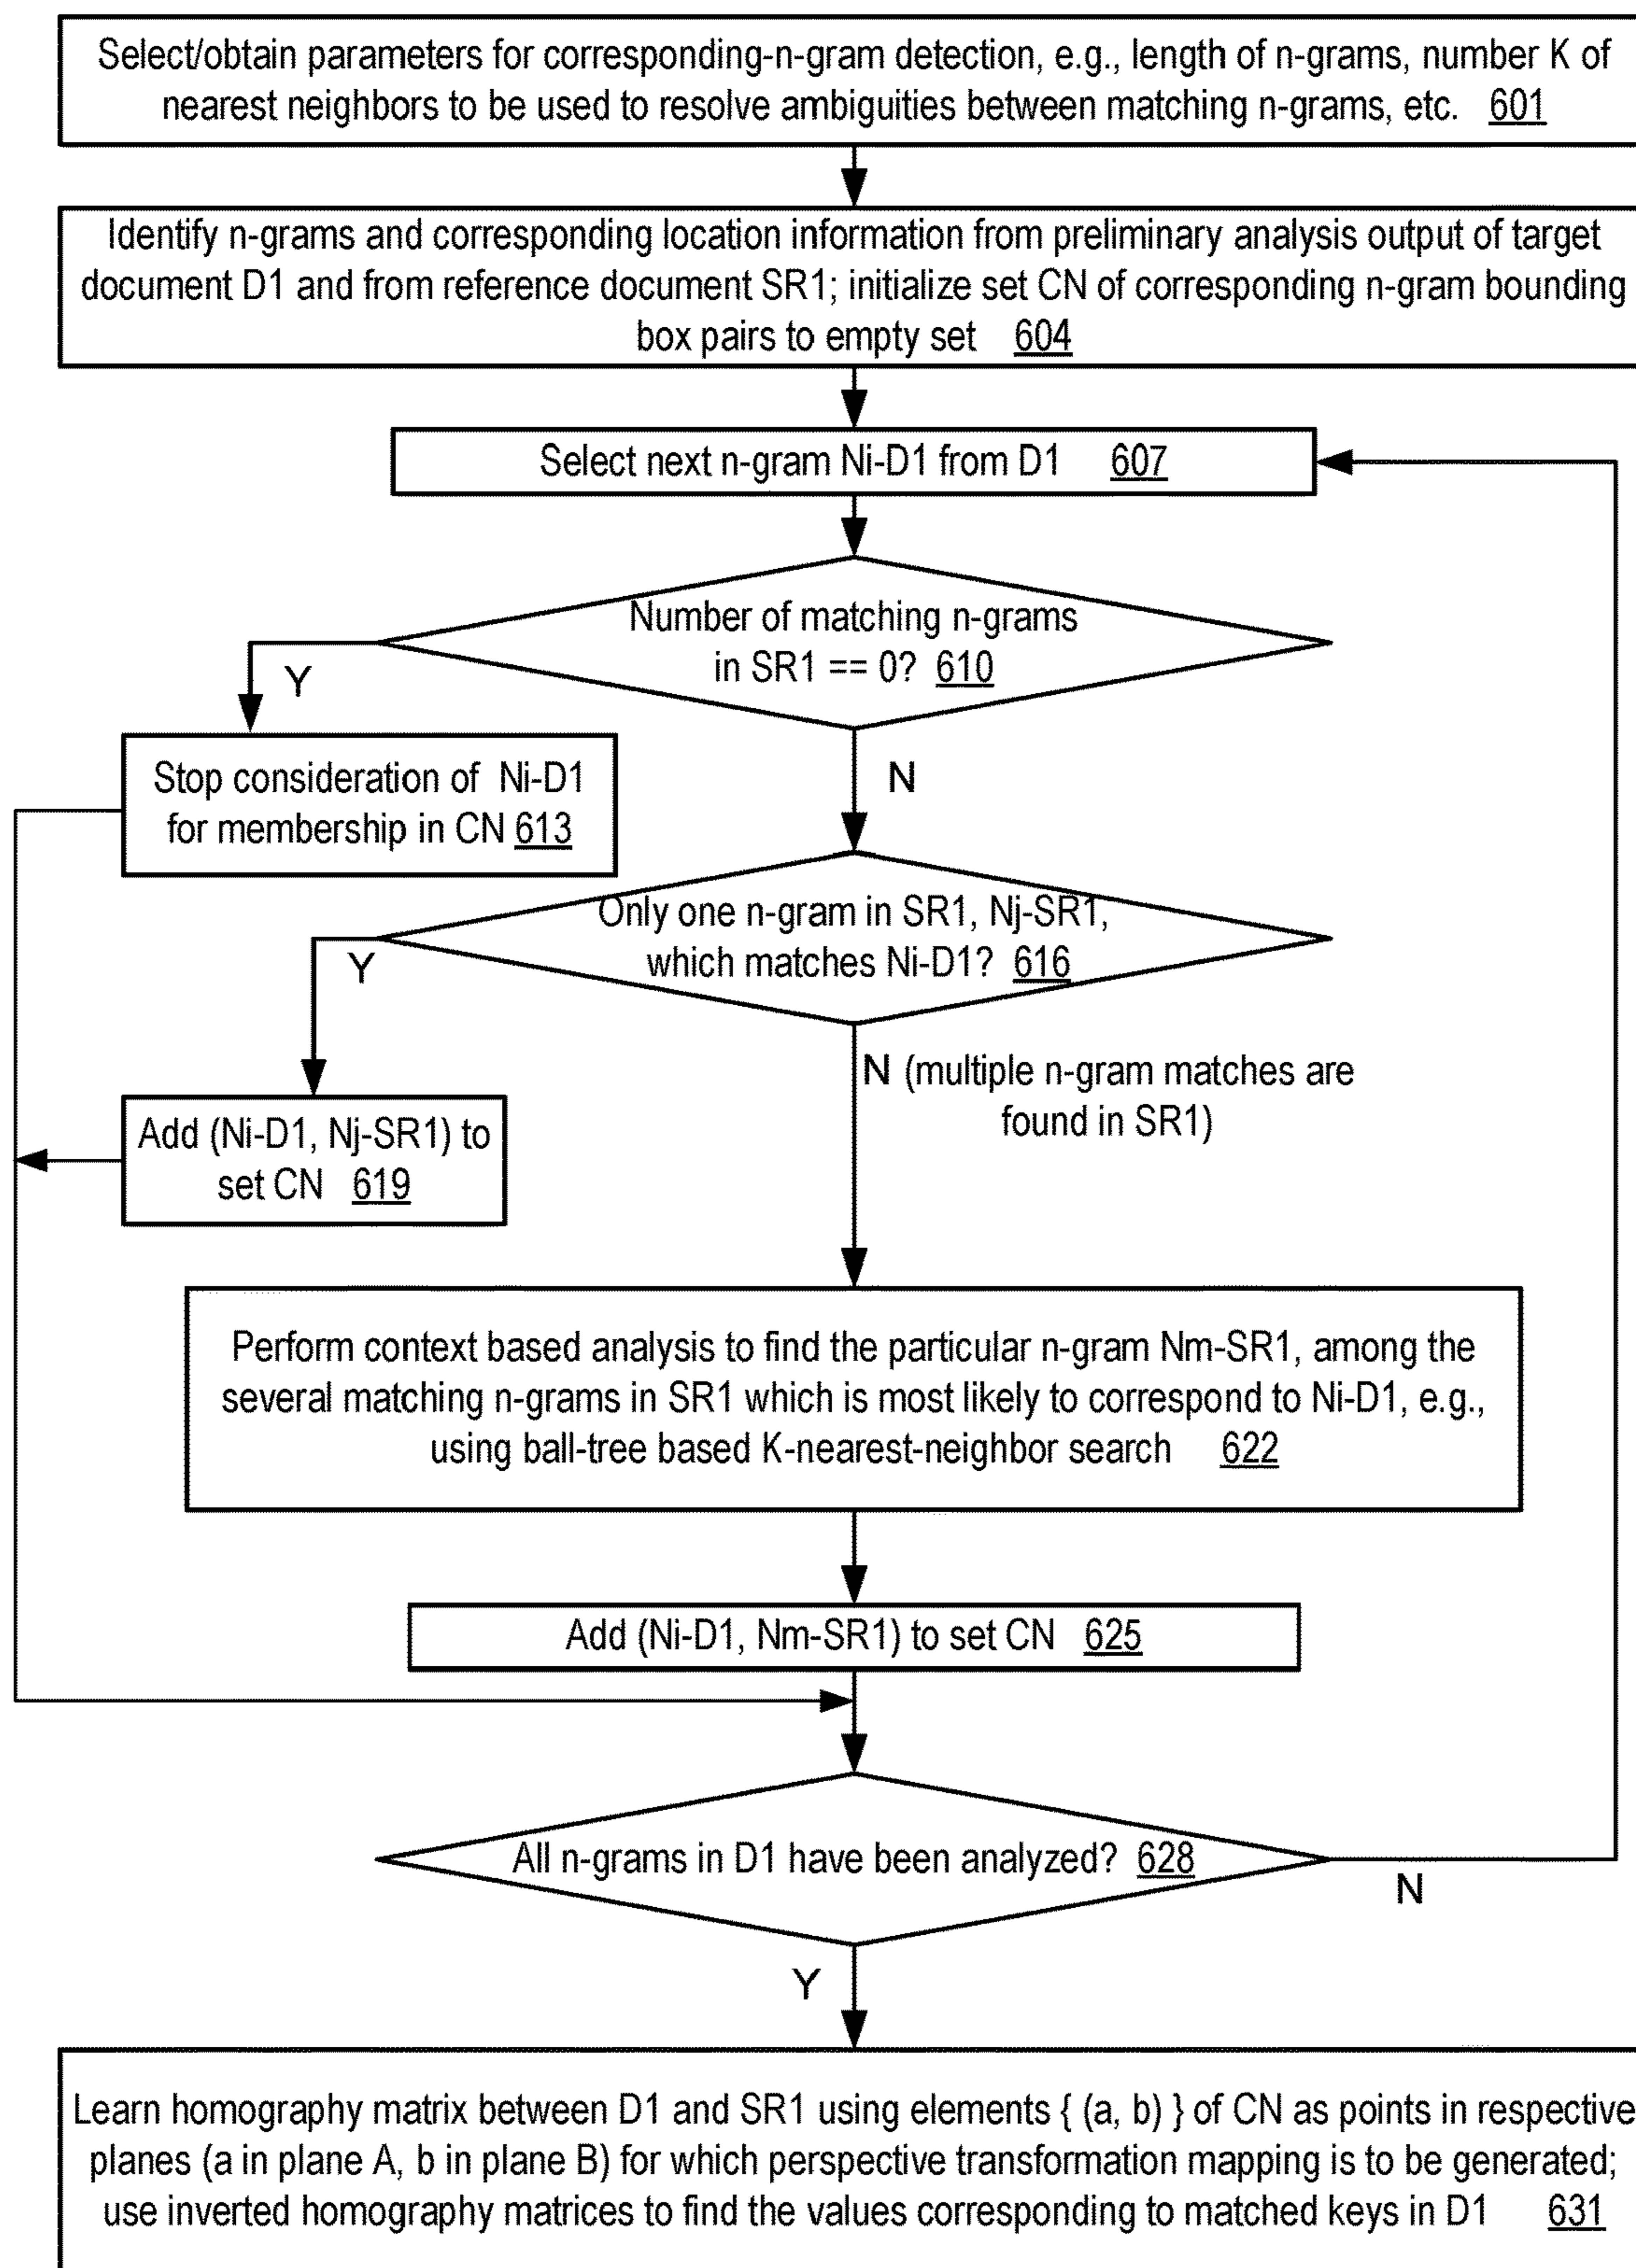 Select/obtain parameters for corresponding-n-gram detection, e.g., length of n-grams, number K of
nearest neighbors to be used to resolve ambiguities between matching n-grams, etc. 601
Identify n-grams and corresponding location information from preliminary analysis output of target
document D1 and from reference document SR1; initialize set CN of corresponding n-gram bounding
box pairs to empty set 604
Select next n-gram Ni-D1 from D1 607
Number of matching n-grams
in SR1 == 0? 610
Y
N
Stop consideration of Ni-D1
for membership in CN 613
Only one n-gram in SR1, Nj-SR1,
which matches Ni-D1? 616
Y
N (multiple n-gram matches are
found in SR1)
Add (Ni-D1, Nj-SR1) to
set CN 619
Perform context based analysis to find the particular n-gram Nm-SR1, among the
several matching n-grams in SR1 which is most likely to correspond to Ni-D1, e.g.,
using ball-tree based K-nearest-neighbor search 622
Add (Ni-D1, Nm-SR1) to set CN 625
All n-grams in D1 have been analyzed? 628
N
Y
Learn homography matrix between D1 and SR1 using elements { (a, b) } of CN as points in respective
planes (a in plane A, b in plane B) for which perspective transformation mapping is to be generated;
use inverted homography matrices to find the values corresponding to matched keys in D1 631